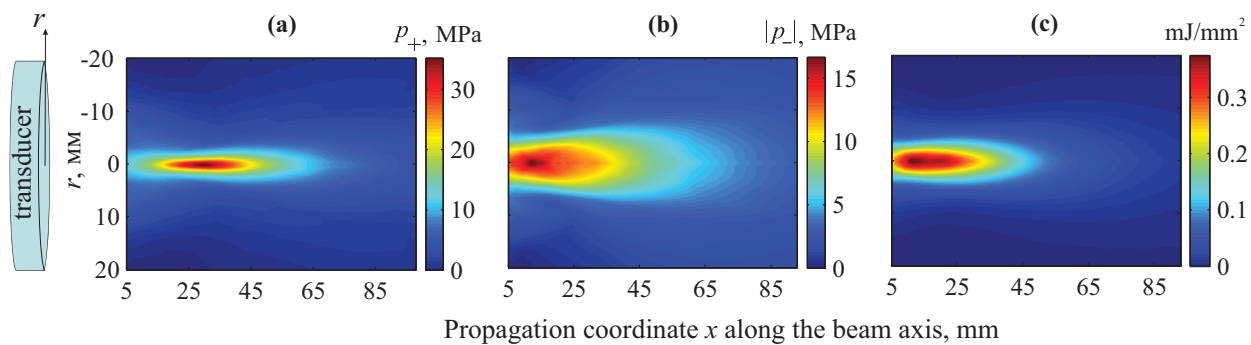 r
transducer
(a)
p+, MPa
r, мм
-20
-10
0
10
20
5 25 45 65 85
30
20
10
0
(b)
|p-|, MPa
5 25 45 65 85
15
10
5
0
(c)
mJ/mm²
5 25 45 65 85
0.3
0.2
0.1
0
Propagation coordinate x along the beam axis, mm